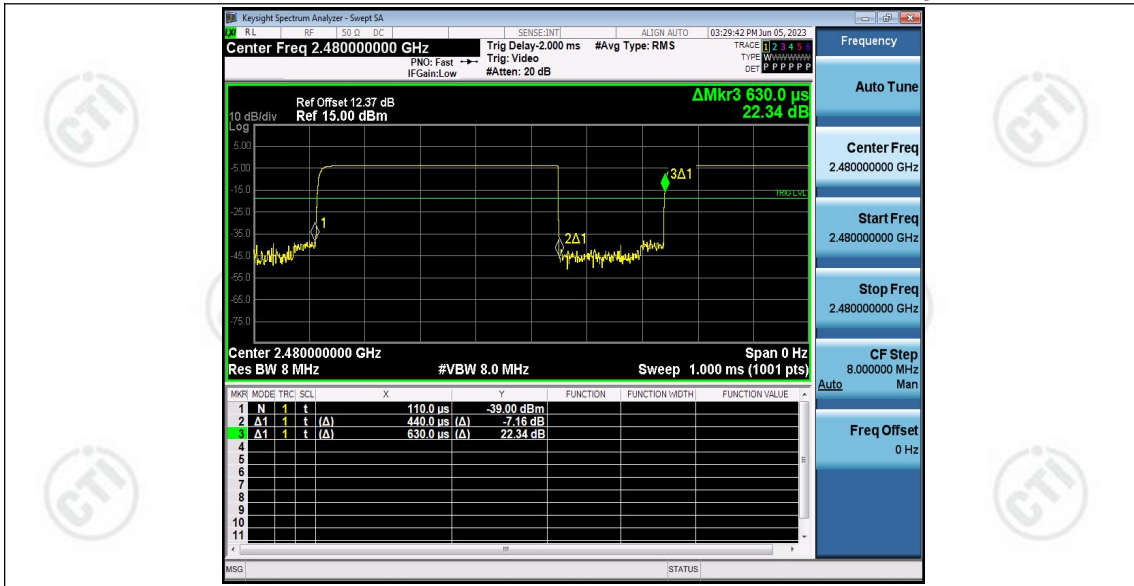 Keysight Spectrum Analyzer - Swept SA
LXI RL RF 50 Ω DC SENSE:INT ALIGN AUTO 03:29:42 PM Jun 05, 2023
Center Freq 2.480000000 GHz
Trig Delay-2.000 ms #Avg Type: RMS
TRACE 1 2 3 4 5 6
PNO: Fast Trig: Video
TYPE WWWWWW
IFGain:Low #Atten: 20 dB
DET P P P P P P
ΔMkr3 630.0 µs
22.34 dB
Ref Offset 12.37 dB
10 dB/div Ref 15.00 dBm
Log
5.00
-5.00
-15.0
-25.0
-35.0
-45.0
-55.0
-65.0
-75.0
3Δ1
TRIG LVL
1
2Δ1
Center 2.480000000 GHz Span 0 Hz
Res BW 8 MHz #VBW 8.0 MHz Sweep 1.000 ms (1001 pts)
MKR MODE TRC SCL X Y FUNCTION FUNCTION WIDTH FUNCTION VALUE
1 N 1 t 110.0 µs -39.00 dBm
2 Δ1 1 t (Δ) 440.0 µs (Δ) -7.16 dB
3 Δ1 1 t (Δ) 630.0 µs (Δ) 22.34 dB
4
5
6
7
8
9
10
11
MSG STATUS
Frequency
Auto Tune
Center Freq
2.480000000 GHz
Start Freq
2.480000000 GHz
Stop Freq
2.480000000 GHz
CF Step
8.000000 MHz
Auto Man
Freq Offset
0 Hz
CTI
CTI
CTI
CTI